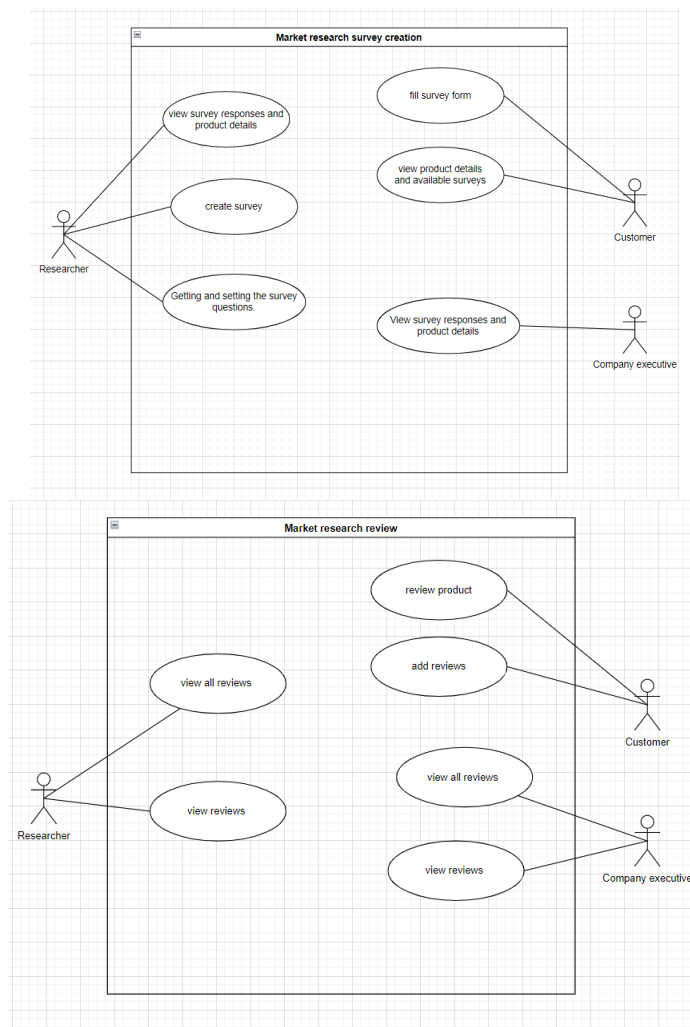 Market research survey creation
view survey responses and
product details
fill survey form
view product details
and available surveys
create survey
Customer
Researcher
Getting and setting the survey
questions.
View survey responses and
product details
Company executive
Market research review
review product
add reviews
view all reviews
Customer
view all reviews
view reviews
Researcher
view reviews
Company executive